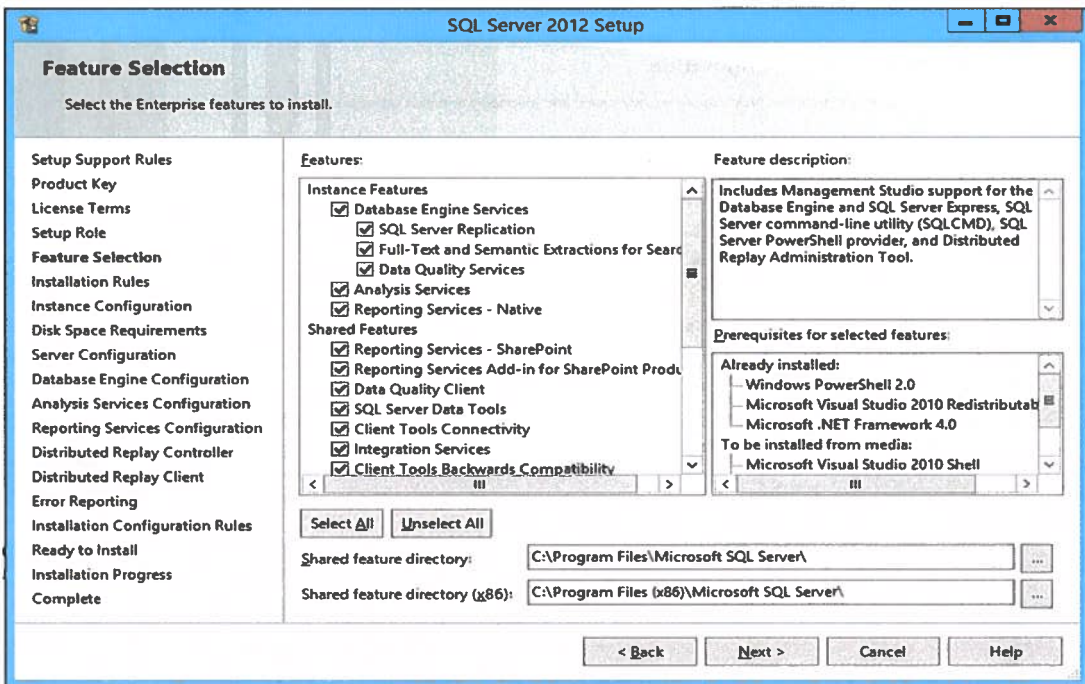 SQL Server 2012 Setup
Feature Selection
Select the Enterprise features to install.
Setup Support Rules
Product Key
License Terms
Setup Role
Feature Selection
Installation Rules
Instance Configuration
Disk Space Requirements
Server Configuration
Database Engine Configuration
Analysis Services Configuration
Reporting Services Configuration
Distributed Replay Controller
Distributed Replay Client
Error Reporting
Installation Configuration Rules
Ready to Install
Installation Progress
Complete
Features:
Instance Features
Database Engine Services
SQL Server Replication
Full-Text and Semantic Extractions for Searc
Data Quality Services
Analysis Services
Reporting Services - Native
Shared Features
Reporting Services - SharePoint
Reporting Services Add-in for SharePoint Produ
Data Quality Client
SQL Server Data Tools
Client Tools Connectivity
Integration Services
Client Tools Backwards Compatibility
Feature description:
Includes Management Studio support for the
Database Engine and SQL Server Express, SQL
Server command-line utility (SQLCMD), SQL
Server PowerShell provider, and Distributed
Replay Administration Tool.
Prerequisites for selected features:
Already installed:
Windows PowerShell 2.0
Microsoft Visual Studio 2010 Redistributab
Microsoft .NET Framework 4.0
To be installed from media:
Microsoft Visual Studio 2010 Shell
Select All
Unselect All
Shared feature directory:
C:\Program Files\Microsoft SQL Server\
...
Shared feature directory (x86):
C:\Program Files (x86)\Microsoft SQL Server\
...
< Back
Next >
Cancel
Help